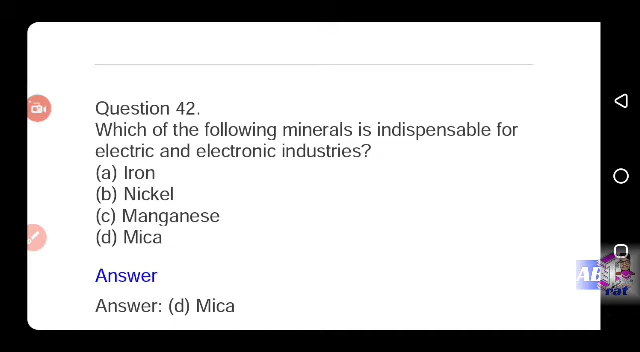 Question 42.
Which of the following minerals is indispensable for
electric and electronic industries?
(a) Iron
(b) Nickel
(c) Manganese
(d) Mica
Answer
Answer: (d) Mica